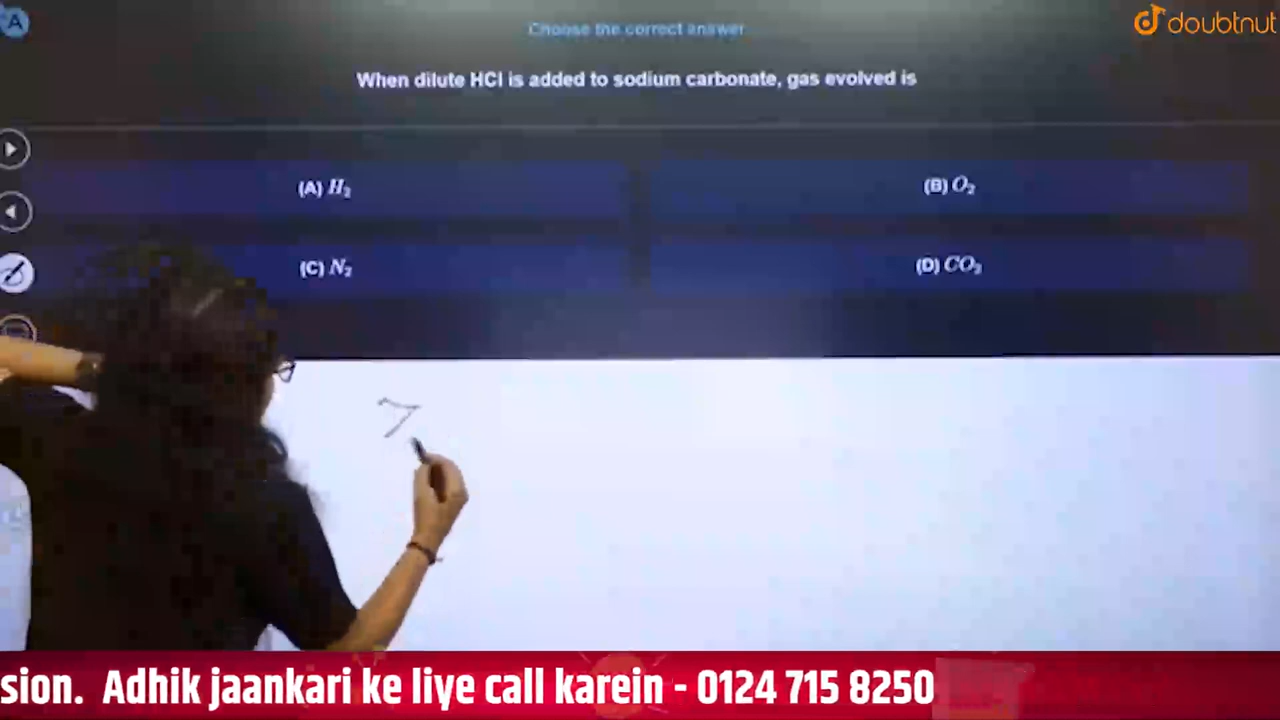 A
doubtnut
Choose the correct answer
When dilute HCl is added to sodium carbonate, gas evolved is
(A) H₂
(B) O₂
(C) N₂
(D) CO₂
7
sion. Adhik jaankari ke liye call karein - 0124 715 8250